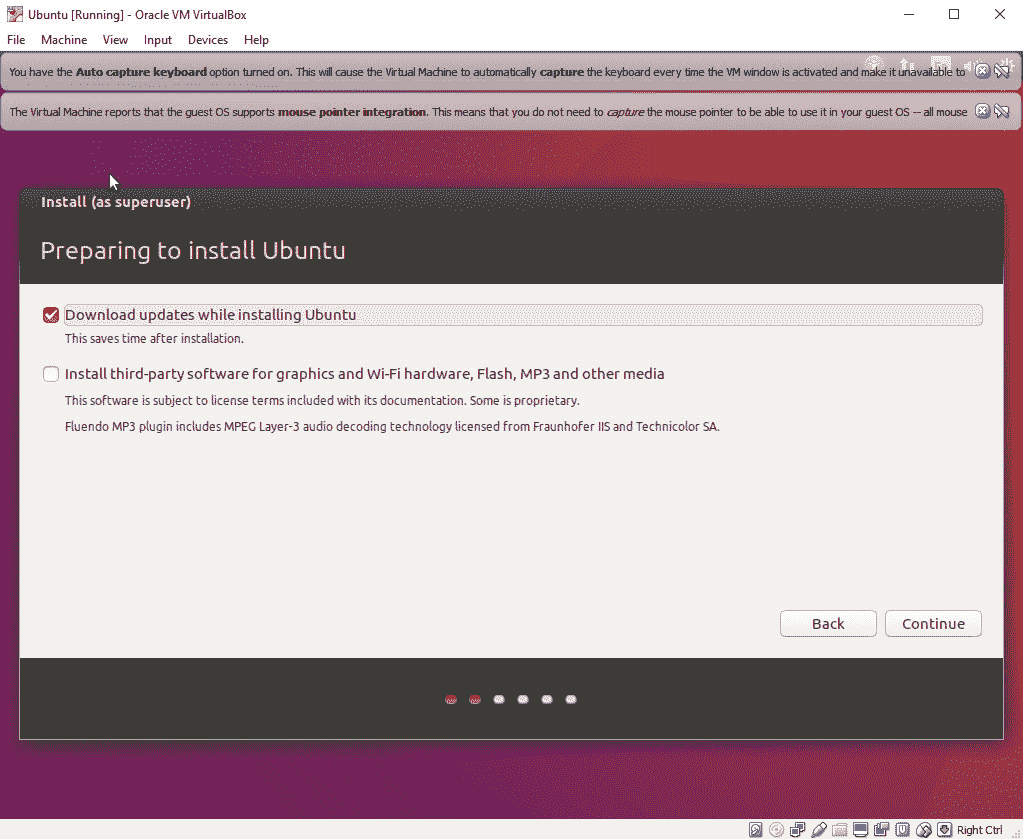 Ubuntu [Running] - Oracle VM VirtualBox
File Machine View Input Devices Help
You have the Auto capture keyboard option turned on. This will cause the Virtual Machine to automatically capture the keyboard every time the VM window is activated and make it unavailable to
The Virtual Machine reports that the guest OS supports mouse pointer integration. This means that you do not need to capture the mouse pointer to be able to use it in your guest OS -- all mouse
Install (as superuser)
Preparing to install Ubuntu
Download updates while installing Ubuntu
This saves time after installation.
Install third-party software for graphics and Wi-Fi hardware, Flash, MP3 and other media
This software is subject to license terms included with its documentation. Some is proprietary.
Fluendo MP3 plugin includes MPEG Layer-3 audio decoding technology licensed from Fraunhofer IIS and Technicolor SA.
Back Continue
Right Ctrl